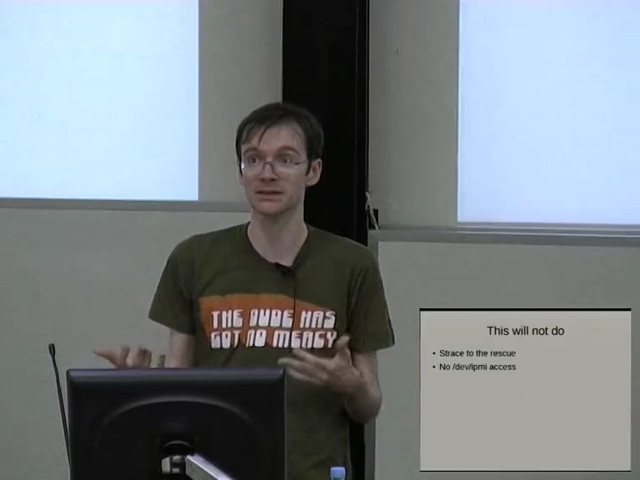 THE DUDE HAS
GOT NO MERCY
This will not do
• Strace to the rescue
• No /dev/ipmi access